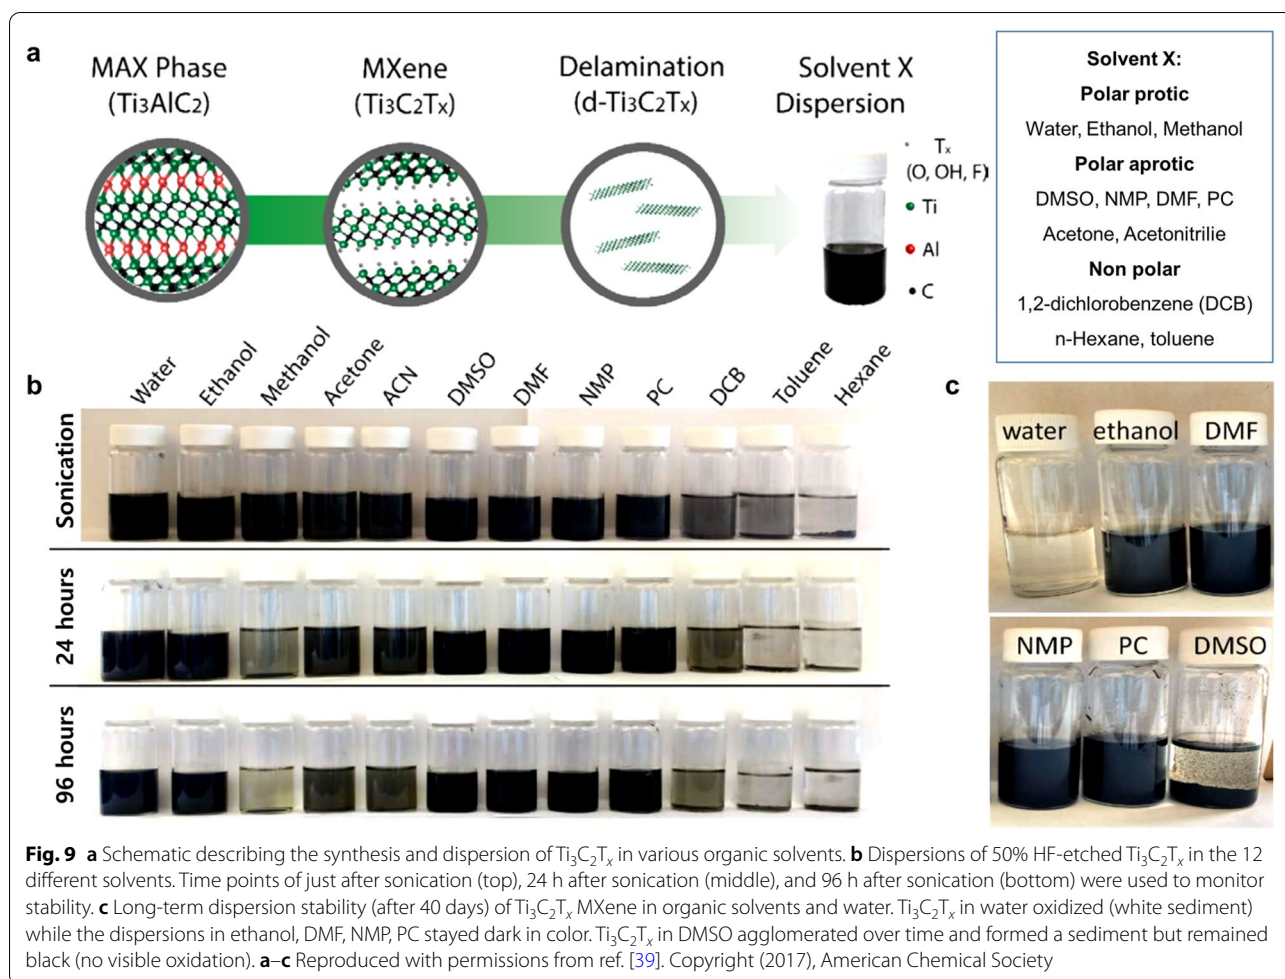 a
MAX Phase
(Ti3AlC2)
MXene
(Ti3C2Tx)
Delamination
(d-Ti3C2Tx)
Solvent X
Dispersion
Tx
(O, OH, F)
Ti
Al
C
Solvent X:
Polar protic
Water, Ethanol, Methanol
Polar aprotic
DMSO, NMP, DMF, PC
Acetone, Acetonitrilie
Non polar
1,2-dichlorobenzene (DCB)
n-Hexane, toluene
b
Water
Ethanol
Methanol
Acetone
ACN
DMSO
DMF
NMP
PC
DCB
Toluene
Hexane
Sonication
24 hours
96 hours
c
water
ethanol
DMF
NMP
PC
DMSO
Fig. 9 a Schematic describing the synthesis and dispersion of Ti3C2Tx in various organic solvents. b Dispersions of 50% HF-etched Ti3C2Tx in the 12
different solvents. Time points of just after sonication (top), 24 h after sonication (middle), and 96 h after sonication (bottom) were used to monitor
stability. c Long-term dispersion stability (after 40 days) of Ti3C2Tx MXene in organic solvents and water. Ti3C2Tx in water oxidized (white sediment)
while the dispersions in ethanol, DMF, NMP, PC stayed dark in color. Ti3C2Tx in DMSO agglomerated over time and formed a sediment but remained
black (no visible oxidation). a–c Reproduced with permissions from ref. [39]. Copyright (2017), American Chemical Society